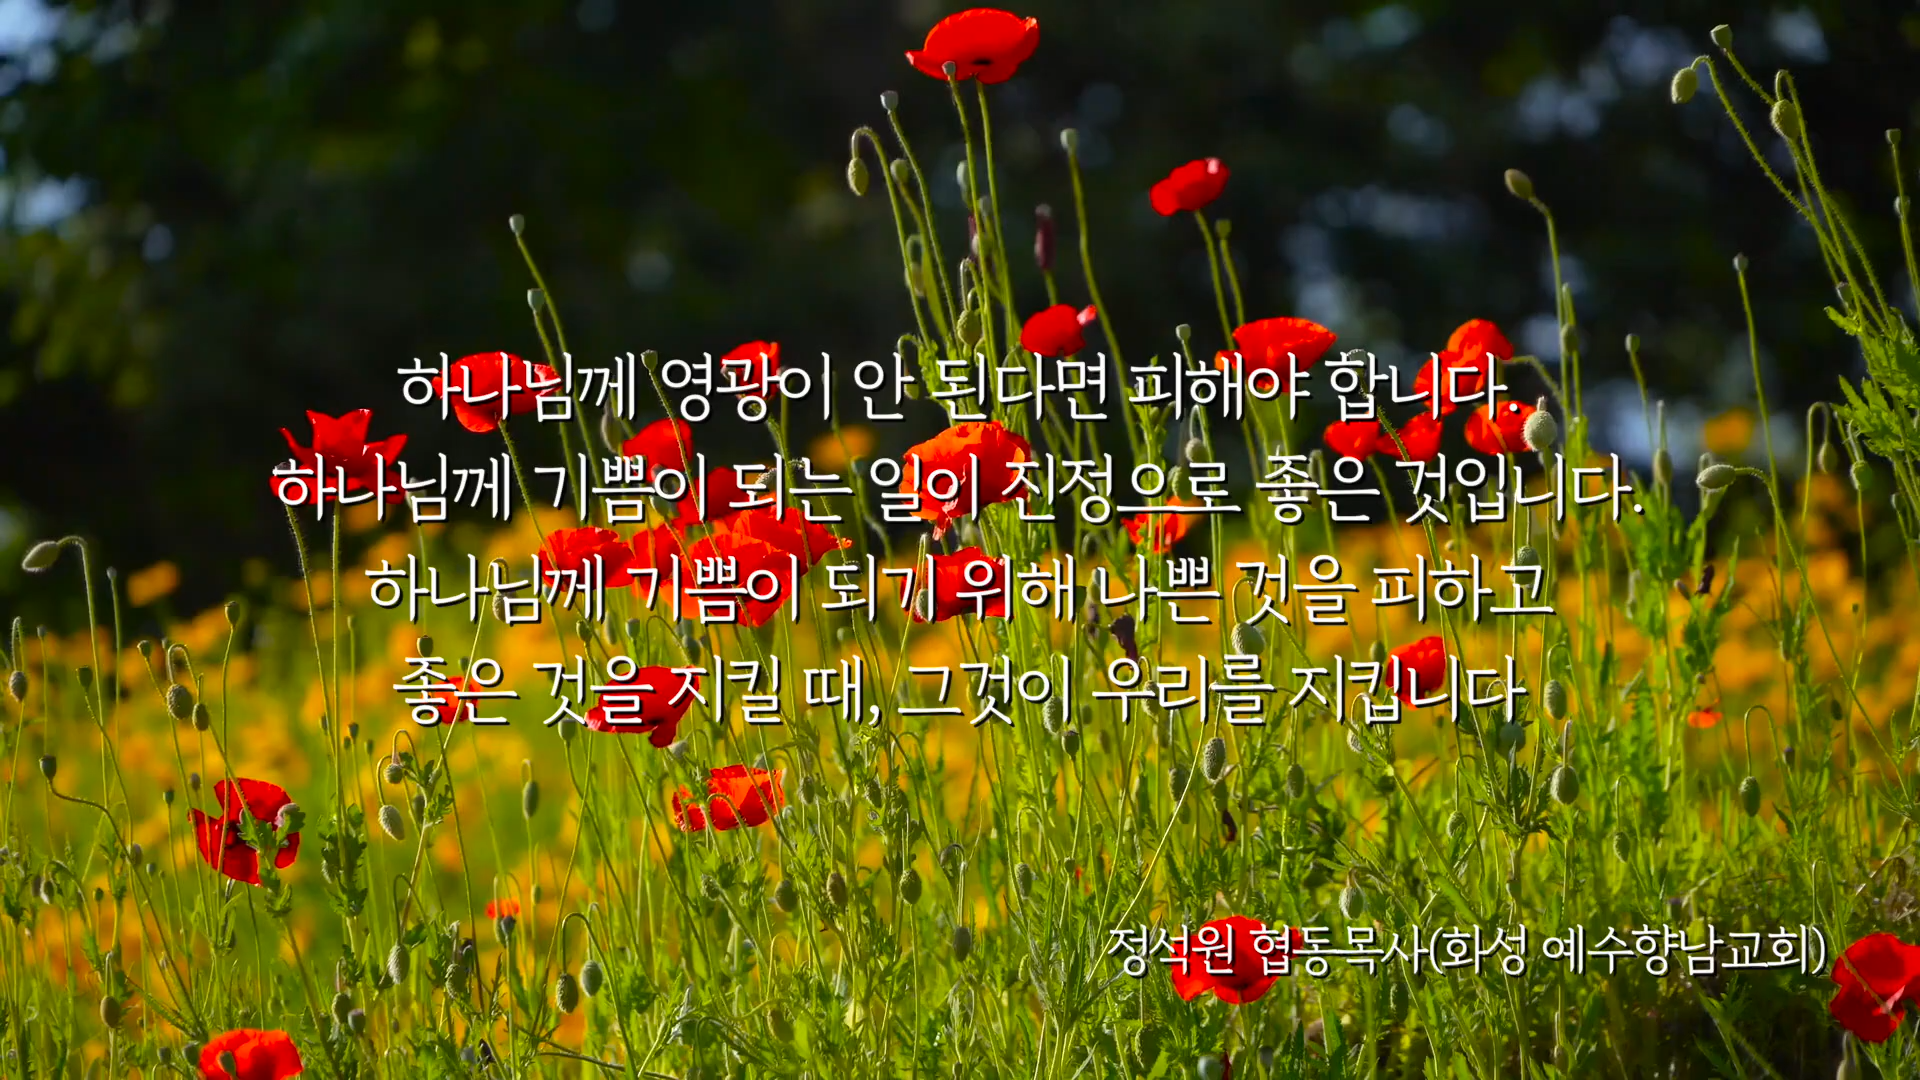 하나님께 영광이 안 된다면 피해야 합니다.
하나님께 기쁨이 되는 일이 진정으로 좋은 것입니다.
하나님께 기쁨이 되기 위해 나쁜 것을 피하고
좋은 것을 지킬 때, 그것이 우리를 지킵니다
정석원 협동목사(화성 예수향남교회)